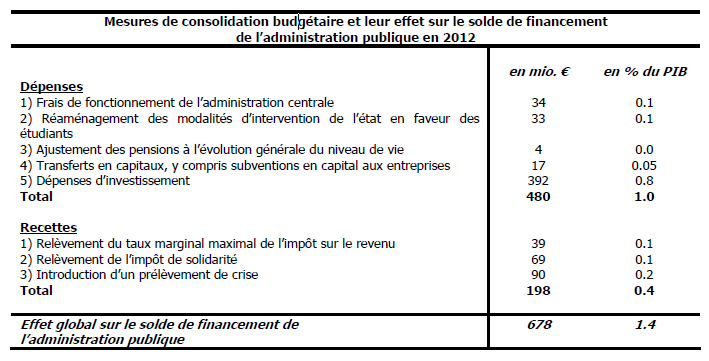 Mesures de consolidation budgétaire et leur effet sur le solde de financement
de l’administration publique en 2012
en mio. € en % du PIB
Dépenses
1) Frais de fonctionnement de l’administration centrale 34 0.1
2) Réaménagement des modalités d’intervention de l’état en faveur des 33 0.1
étudiants
3) Ajustement des pensions à l’évolution générale du niveau de vie 4 0.0
4) Transferts en capitaux, y compris subventions en capital aux entreprises 17 0.05
5) Dépenses d’investissement 392 0.8
Total 480 1.0
Recettes
1) Relèvement du taux marginal maximal de l’impôt sur le revenu 39 0.1
2) Relèvement de l’impôt de solidarité 69 0.1
3) Introduction d’un prélèvement de crise 90 0.2
Total 198 0.4
Effet global sur le solde de financement de 678 1.4
l’administration publique